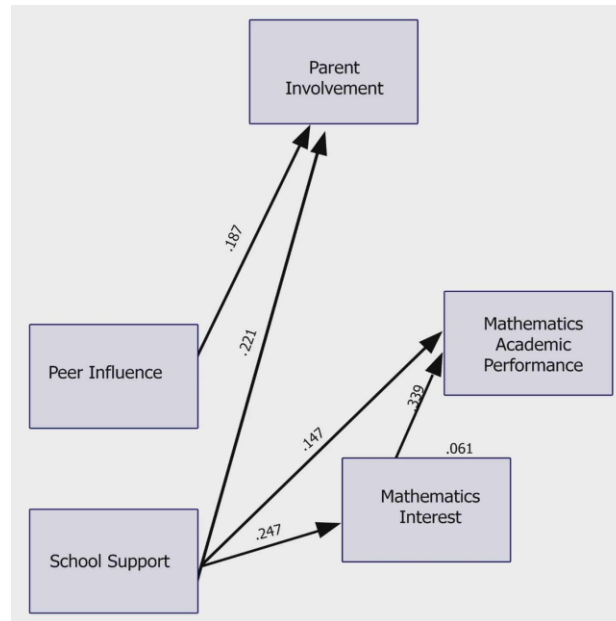 Parent
Involvement
.187
.221
Peer Influence
Mathematics
Academic
Performance
.339
.147
.061
Mathematics
Interest
.247
School Support